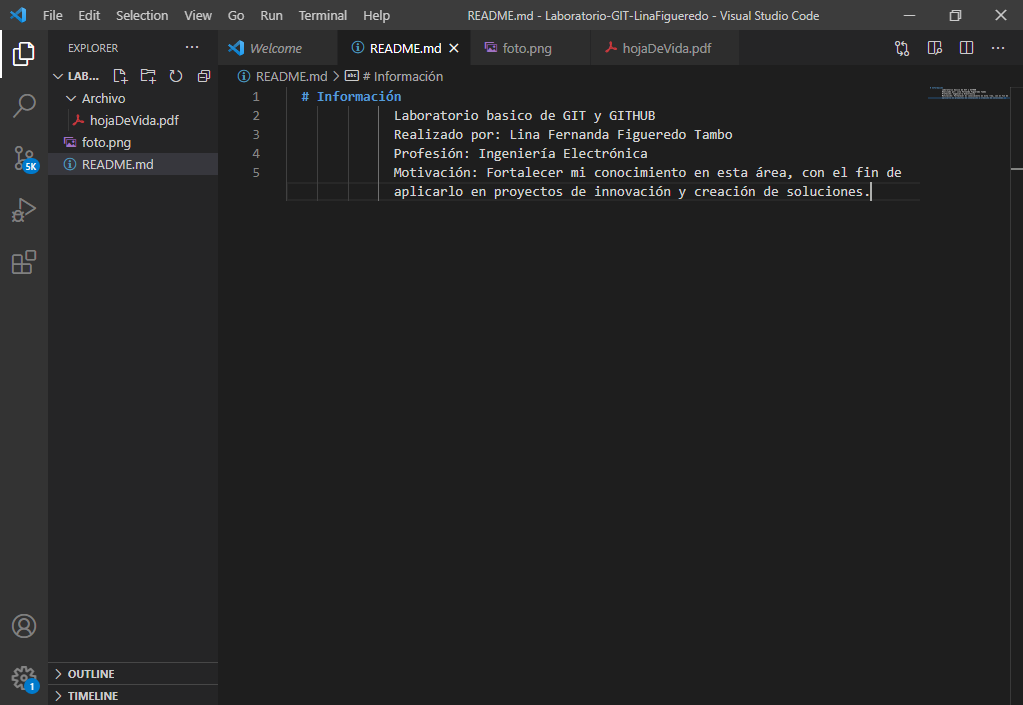 File Edit Selection View Go Run Terminal Help README.md - Laboratorio-GIT-LinaFigueredo - Visual Studio Code
EXPLORER ...
Welcome README.md foto.png hojaDeVida.pdf
LAB...
README.md > # Información
Archivo
hojaDeVida.pdf
foto.png
README.md
5K
1 # Información
2 Laboratorio basico de GIT y GITHUB
3 Realizado por: Lina Fernanda Figueredo Tambo
4 Profesión: Ingeniería Electrónica
5 Motivación: Fortalecer mi conocimiento en esta área, con el fin de
aplicarlo en proyectos de innovación y creación de soluciones.
OUTLINE
1
TIMELINE